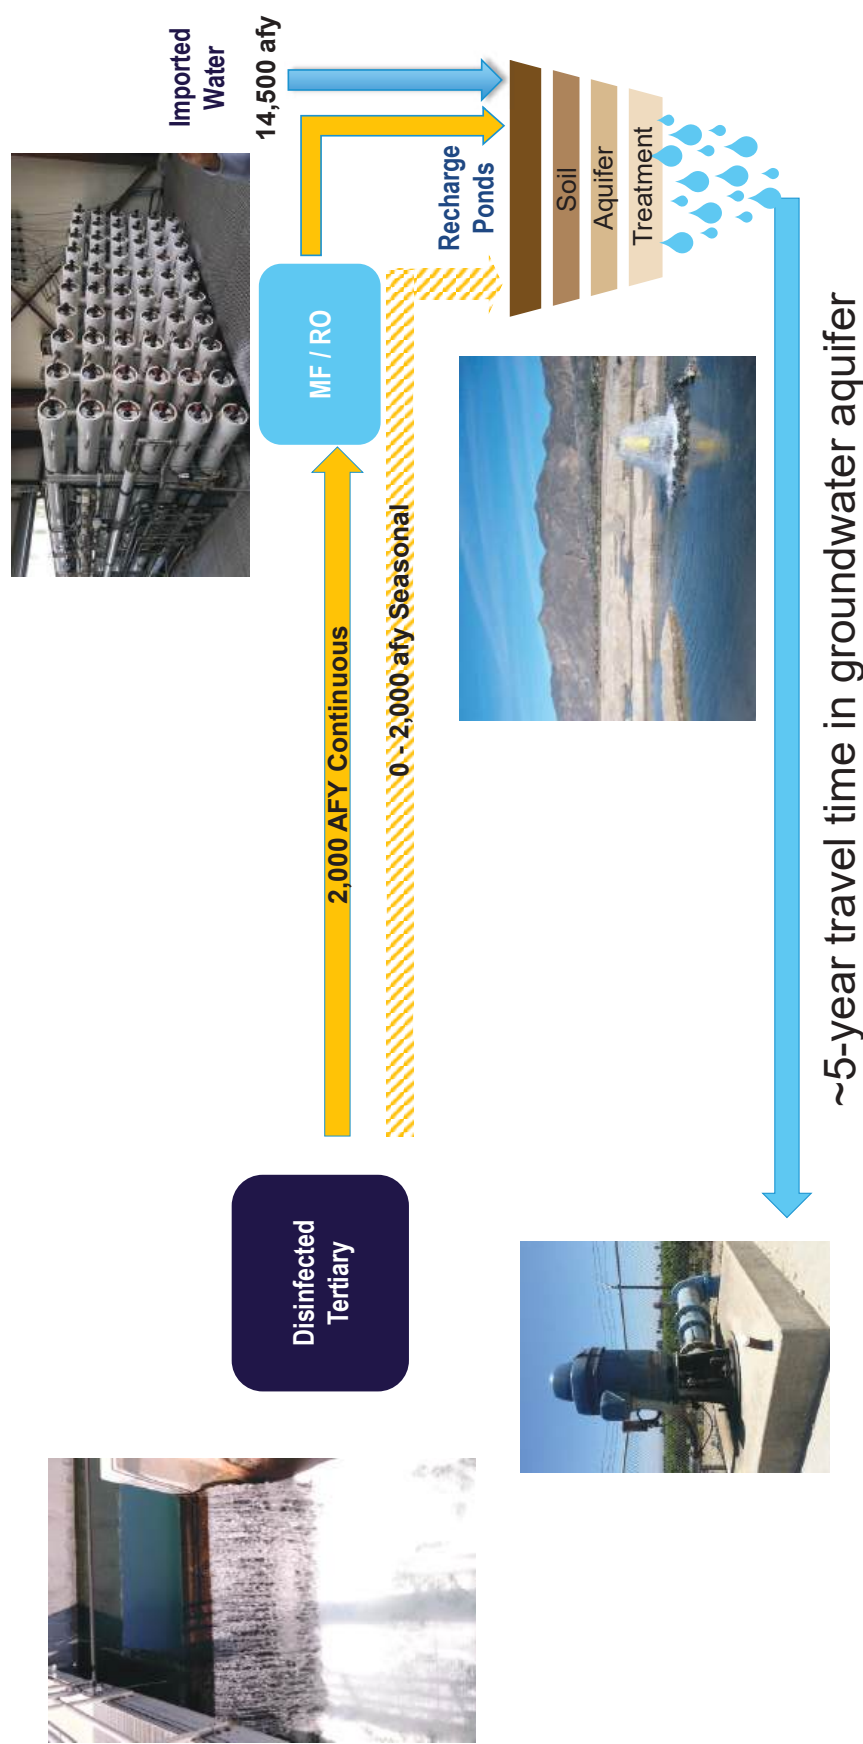 Disinfected
Tertiary
2,000 AFY Continuous
0 - 2,000 afy Seasonal
MF / RO
Imported
Water
14,500 afy
Recharge
Ponds
Soil
Aquifer
Treatment
~5-year travel time in groundwater aquifer